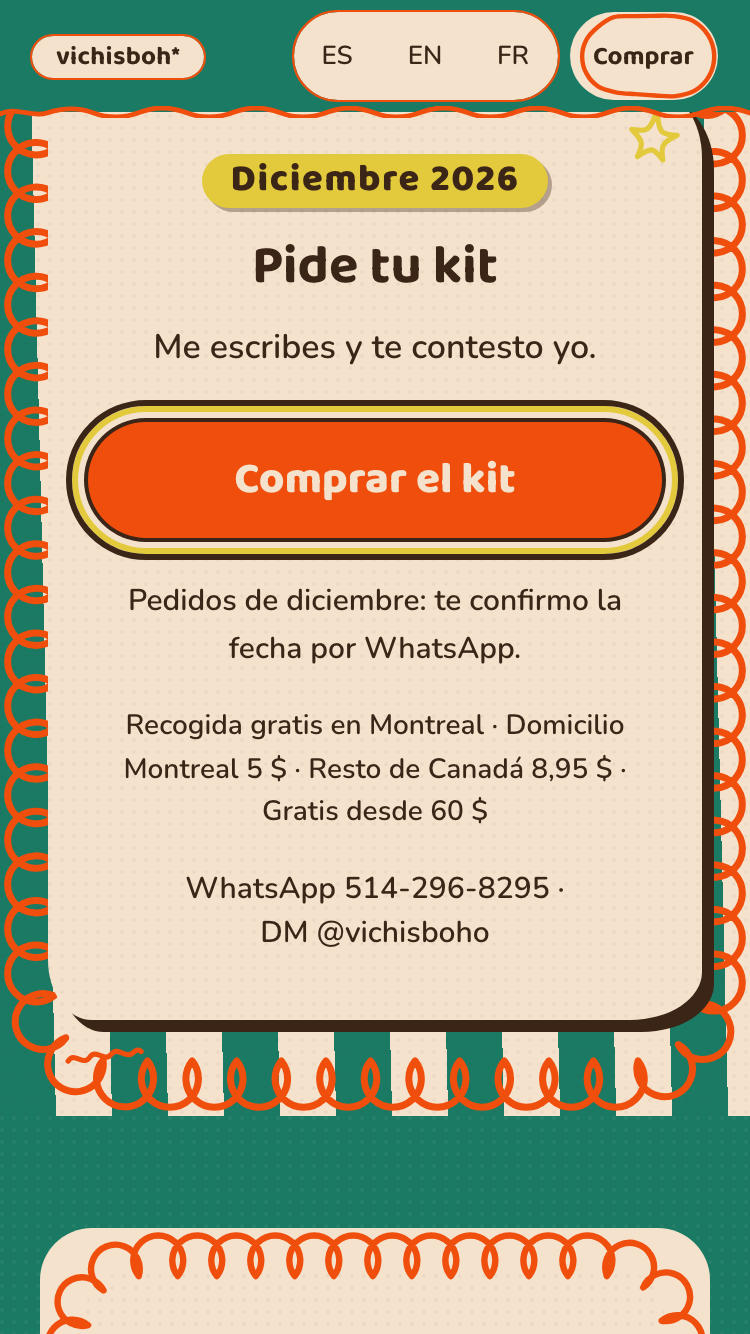 vichisboh*
ES EN FR
Comprar
Diciembre 2026
Pide tu kit
Me escribes y te contesto yo.
Comprar el kit
Pedidos de diciembre: te confirmo la
fecha por WhatsApp.
Recogida gratis en Montreal · Domicilio
Montreal 5 $ · Resto de Canadá 8,95 $ ·
Gratis desde 60 $
WhatsApp 514-296-8295 ·
DM @vichisboho